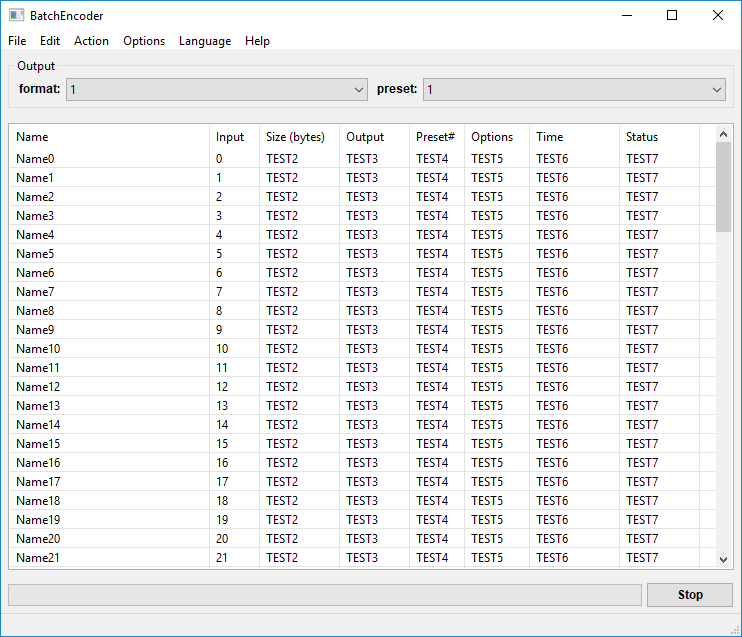 BatchEncoder
File Edit Action Options Language Help
Output
format: 1 preset: 1
Name Input Size (bytes) Output Preset# Options Time Status
Name0 0 TEST2 TEST3 TEST4 TEST5 TEST6 TEST7
Name1 1 TEST2 TEST3 TEST4 TEST5 TEST6 TEST7
Name2 2 TEST2 TEST3 TEST4 TEST5 TEST6 TEST7
Name3 3 TEST2 TEST3 TEST4 TEST5 TEST6 TEST7
Name4 4 TEST2 TEST3 TEST4 TEST5 TEST6 TEST7
Name5 5 TEST2 TEST3 TEST4 TEST5 TEST6 TEST7
Name6 6 TEST2 TEST3 TEST4 TEST5 TEST6 TEST7
Name7 7 TEST2 TEST3 TEST4 TEST5 TEST6 TEST7
Name8 8 TEST2 TEST3 TEST4 TEST5 TEST6 TEST7
Name9 9 TEST2 TEST3 TEST4 TEST5 TEST6 TEST7
Name10 10 TEST2 TEST3 TEST4 TEST5 TEST6 TEST7
Name11 11 TEST2 TEST3 TEST4 TEST5 TEST6 TEST7
Name12 12 TEST2 TEST3 TEST4 TEST5 TEST6 TEST7
Name13 13 TEST2 TEST3 TEST4 TEST5 TEST6 TEST7
Name14 14 TEST2 TEST3 TEST4 TEST5 TEST6 TEST7
Name15 15 TEST2 TEST3 TEST4 TEST5 TEST6 TEST7
Name16 16 TEST2 TEST3 TEST4 TEST5 TEST6 TEST7
Name17 17 TEST2 TEST3 TEST4 TEST5 TEST6 TEST7
Name18 18 TEST2 TEST3 TEST4 TEST5 TEST6 TEST7
Name19 19 TEST2 TEST3 TEST4 TEST5 TEST6 TEST7
Name20 20 TEST2 TEST3 TEST4 TEST5 TEST6 TEST7
Name21 21 TEST2 TEST3 TEST4 TEST5 TEST6 TEST7
Stop